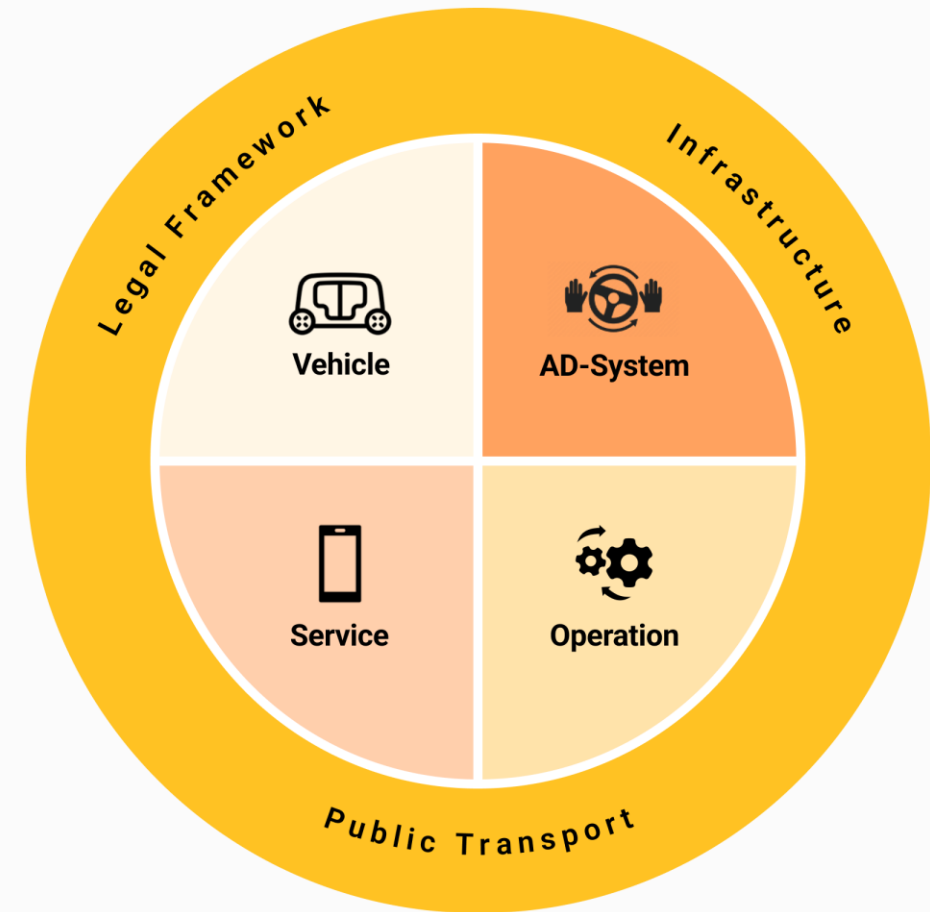 Legal Framework
Infrastructure
Vehicle
AD-System
Service
Operation
Public Transport